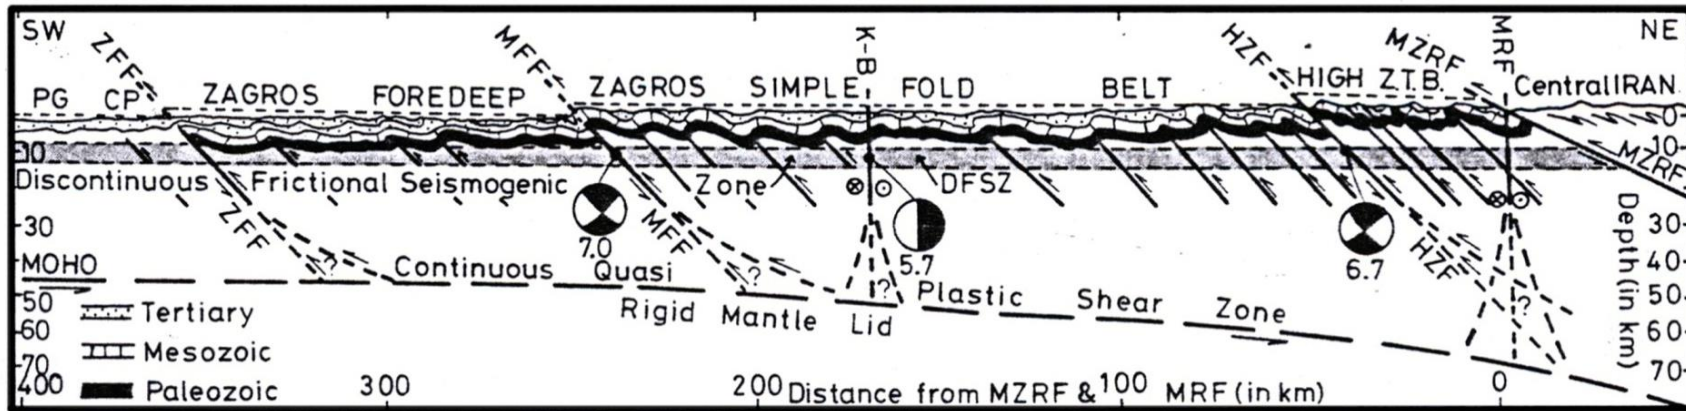 SW
NE
ZFF
MFF
K-B
HZF
MZRF
MRF
PG
CP
ZAGROS
FOREDEEP
ZAGROS
SIMPLE
FOLD
BELT
HIGH Z.T.B.
Central IRAN
0
10
10
MZRF
Discontinuous Frictional Seismogenic Zone
DFSZ
ZFF
MFF
HZF
7.0
5.7
6.7
30
30
Depth (in km)
MOHO
Continuous Quasi Plastic Shear Zone
?
?
?
?
40
50
50
Rigid Mantle Lid
60
60
70
70
Tertiary
Mesozoic
Paleozoic
400
300
200
Distance from MZRF & MRF (in km)
100
0